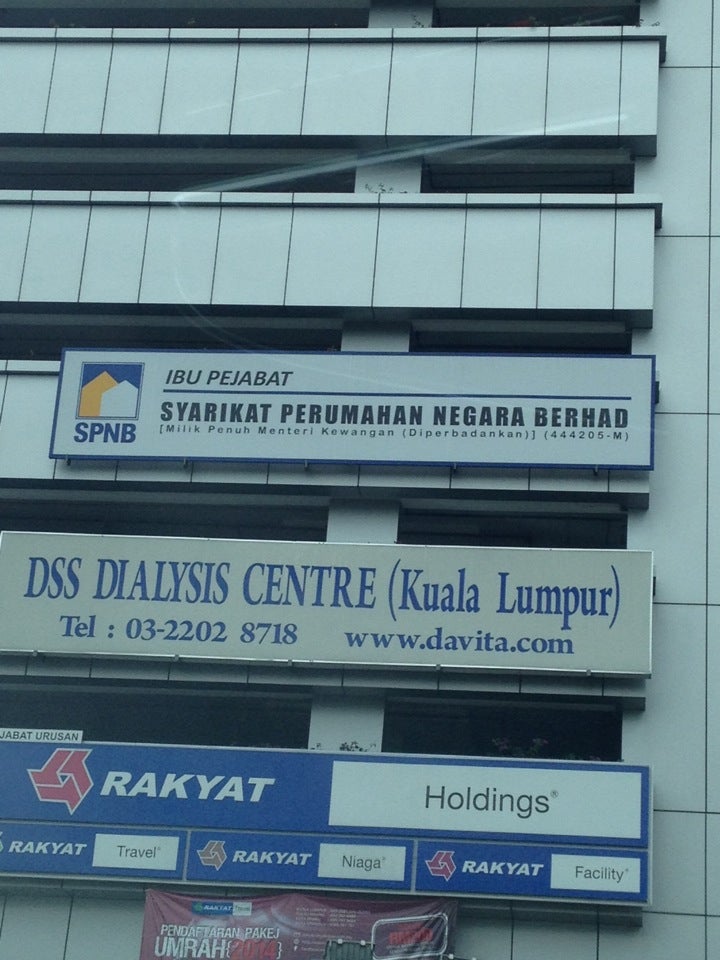 IBU PEJABAT
SPNB
SYARIKAT PERUMAHAN NEGARA BERHAD
[Milik Penuh Menteri Kewangan (Diperbadankan)] (444205-M)
DSS DIALYSIS CENTRE (Kuala Lumpur)
Tel : 03-2202 8718 www.davita.com
JABAT URUSAN
RAKYAT Holdings®
RAKYAT Travel® RAKYAT Niaga® RAKYAT Facility®
RAKYAT
PENDAFTARAN PAKEJ
UMRAH{2014}